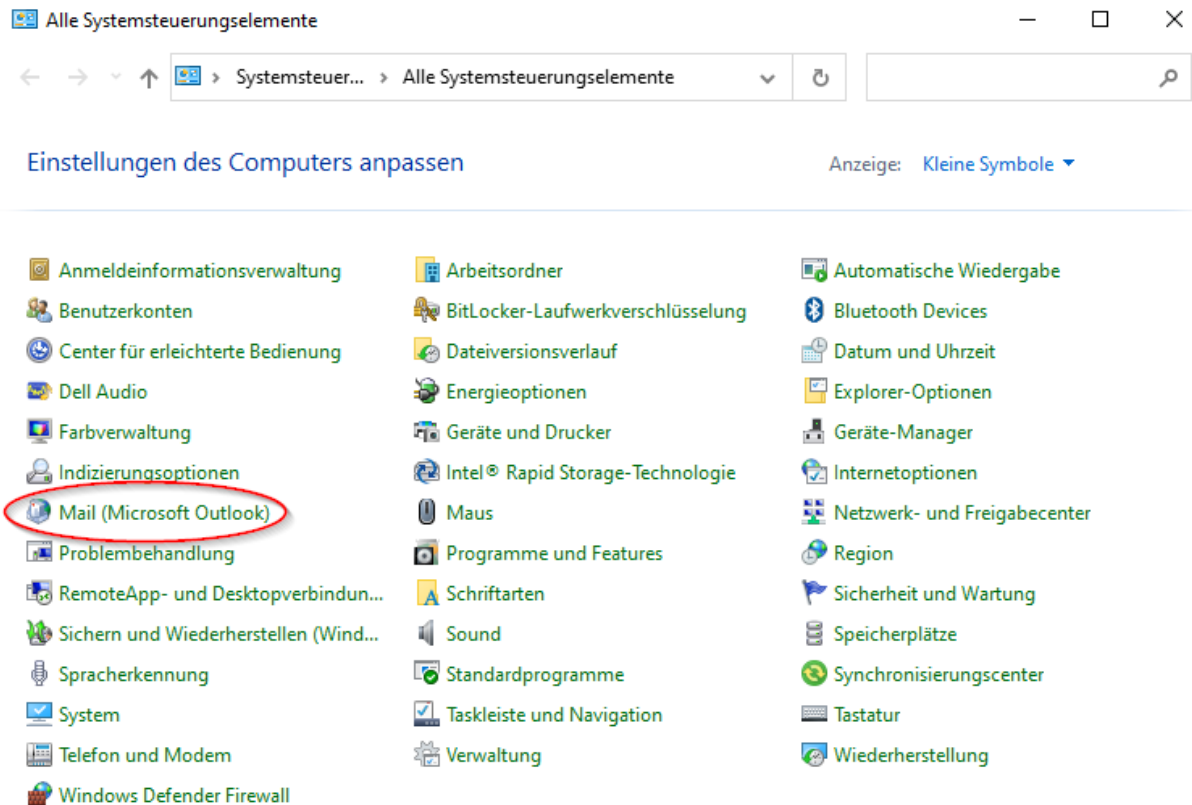 Alle Systemsteuerungselemente
Systemsteuer... › Alle Systemsteuerungselemente
Einstellungen des Computers anpassen
Anzeige: Kleine Symbole
Anmeldeinformationsverwaltung Arbeitsordner Automatische Wiedergabe
Benutzerkonten BitLocker-Laufwerkverschlüsselung Bluetooth Devices
Center für erleichterte Bedienung Dateiversionsverlauf Datum und Uhrzeit
Dell Audio Energieoptionen Explorer-Optionen
Farbverwaltung Geräte und Drucker Geräte-Manager
Indizierungsoptionen Intel® Rapid Storage-Technologie Internetoptionen
Mail (Microsoft Outlook) Maus Netzwerk- und Freigabecenter
Problembehandlung Programme und Features Region
RemoteApp- und Desktopverbindun... Schriftarten Sicherheit und Wartung
Sichern und Wiederherstellen (Wind... Sound Speicherplätze
Spracherkennung Standardprogramme Synchronisierungscenter
System Taskleiste und Navigation Tastatur
Telefon und Modem Verwaltung Wiederherstellung
Windows Defender Firewall